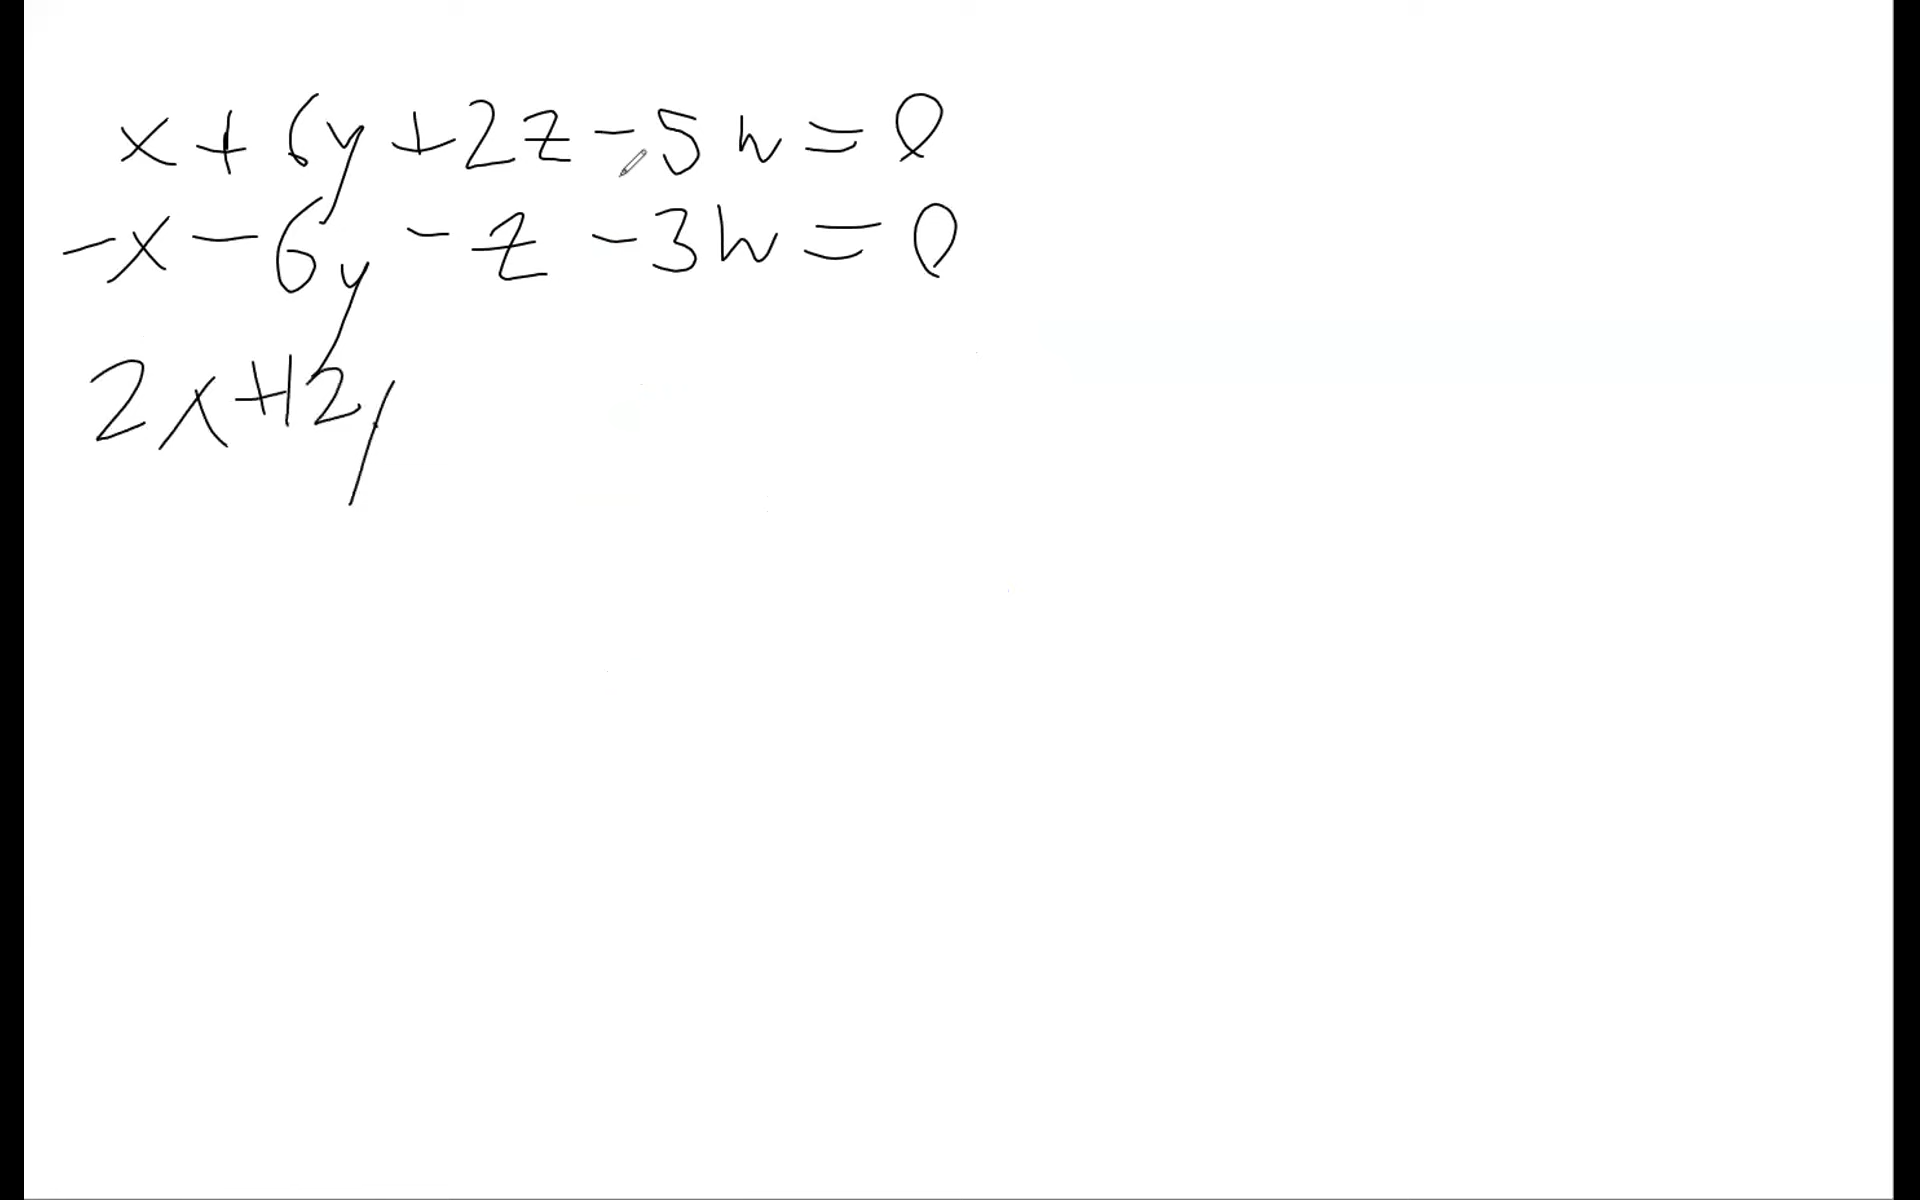 x + 6y + 2z - 5w = 0
-x - 6y - z - 3w = 0
2x + 12y